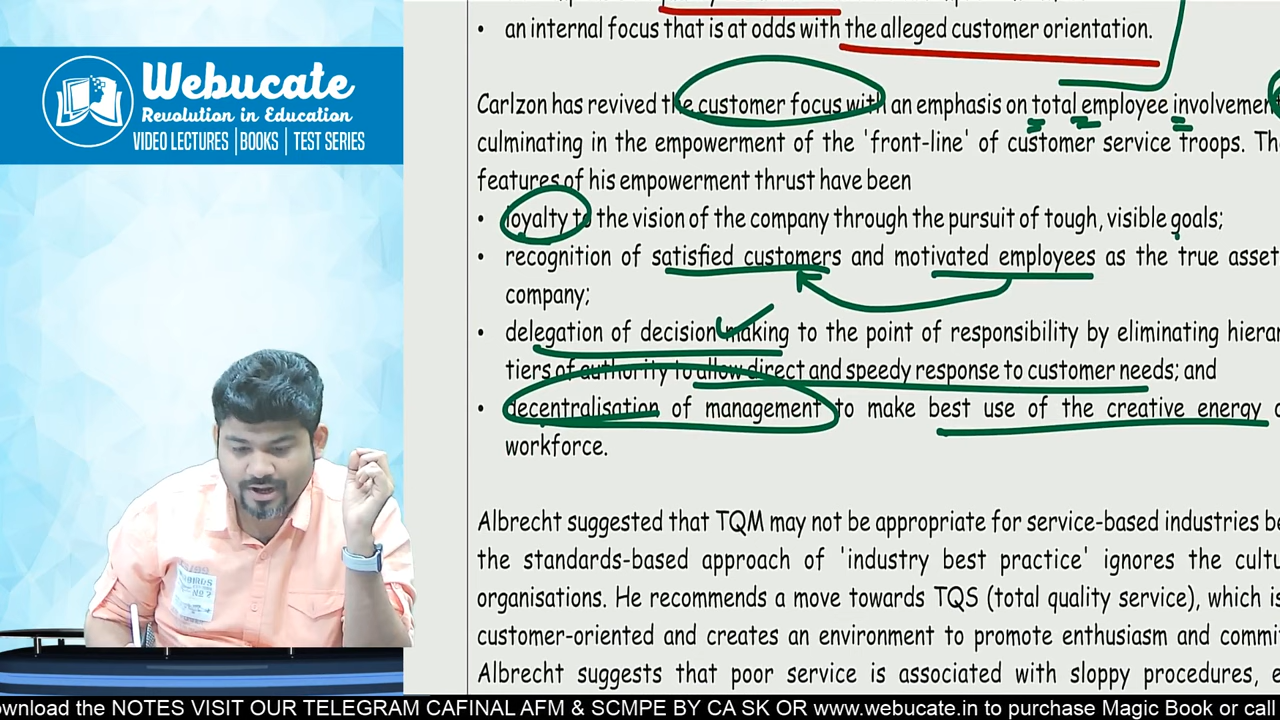 an internal focus that is at odds with the alleged customer orientation.
Webucate
Revolution in Education
VIDEO LECTURES | BOOKS | TEST SERIES
Carlzon has revived the customer focus with an emphasis on total employee involvemen
culminating in the empowerment of the 'front-line' of customer service troops. Th
features of his empowerment thrust have been
• loyalty to the vision of the company through the pursuit of tough, visible goals;
• recognition of satisfied customers and motivated employees as the true asset
company;
• delegation of decision making to the point of responsibility by eliminating hierar
tiers of authority to allow direct and speedy response to customer needs; and
• decentralisation of management to make best use of the creative energy
workforce.
Albrecht suggested that TQM may not be appropriate for service-based industries be
the standards-based approach of 'industry best practice' ignores the cultu
organisations. He recommends a move towards TQS (total quality service), which is
customer-oriented and creates an environment to promote enthusiasm and commi
Albrecht suggests that poor service is associated with sloppy procedures, e
ownload the NOTES VISIT OUR TELEGRAM CAFINAL AFM & SCMPE BY CA SK OR www.webucate.in to purchase Magic Book or call